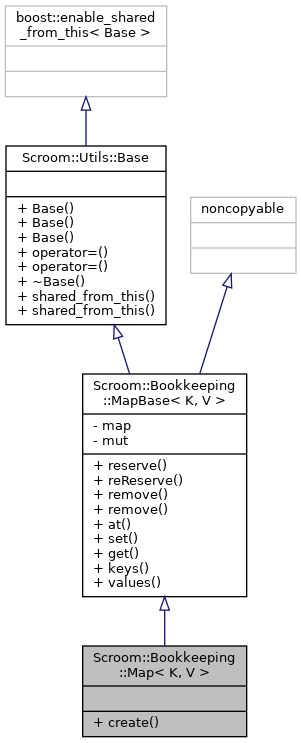 boost::enable_shared
_from_this< Base >
Scroom::Utils::Base
+ Base()
+ Base()
+ Base()
+ operator=()
+ operator=()
+ ~Base()
+ shared_from_this()
+ shared_from_this()
noncopyable
Scroom::Bookkeeping
::MapBase< K, V >
- map
- mut
+ reserve()
+ reReserve()
+ remove()
+ remove()
+ at()
+ set()
+ get()
+ keys()
+ values()
Scroom::Bookkeeping
::Map< K, V >
+ create()